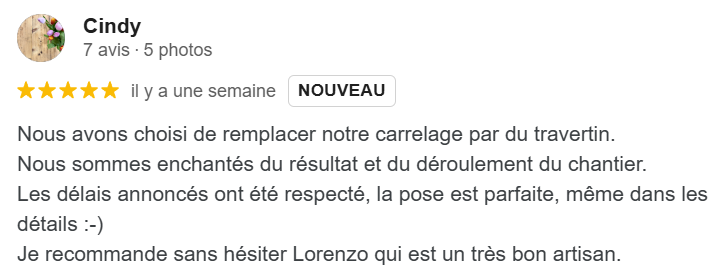 Cindy
7 avis · 5 photos
il y a une semaine NOUVEAU
Nous avons choisi de remplacer notre carrelage par du travertin.
Nous sommes enchantés du résultat et du déroulement du chantier.
Les délais annoncés ont été respecté, la pose est parfaite, même dans les
détails :-)
Je recommande sans hésiter Lorenzo qui est un très bon artisan.